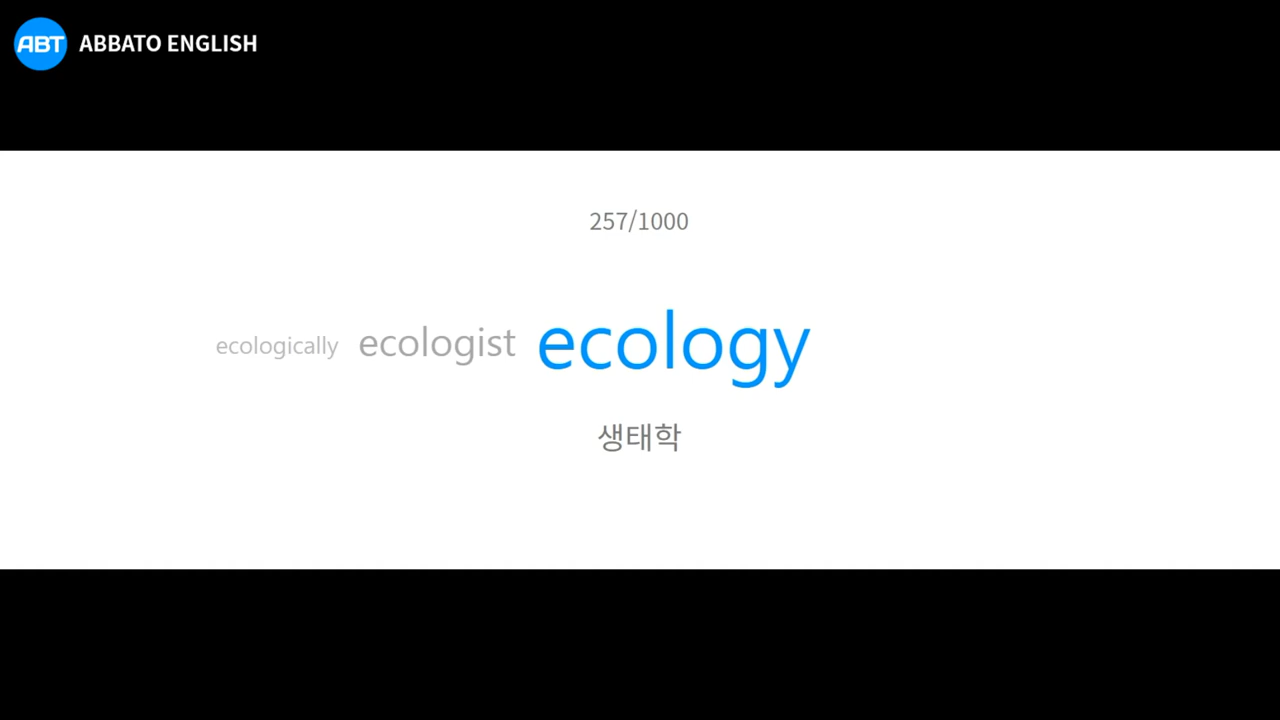 ABT ABBATO ENGLISH
257/1000
ecologically ecologist ecology
생태학